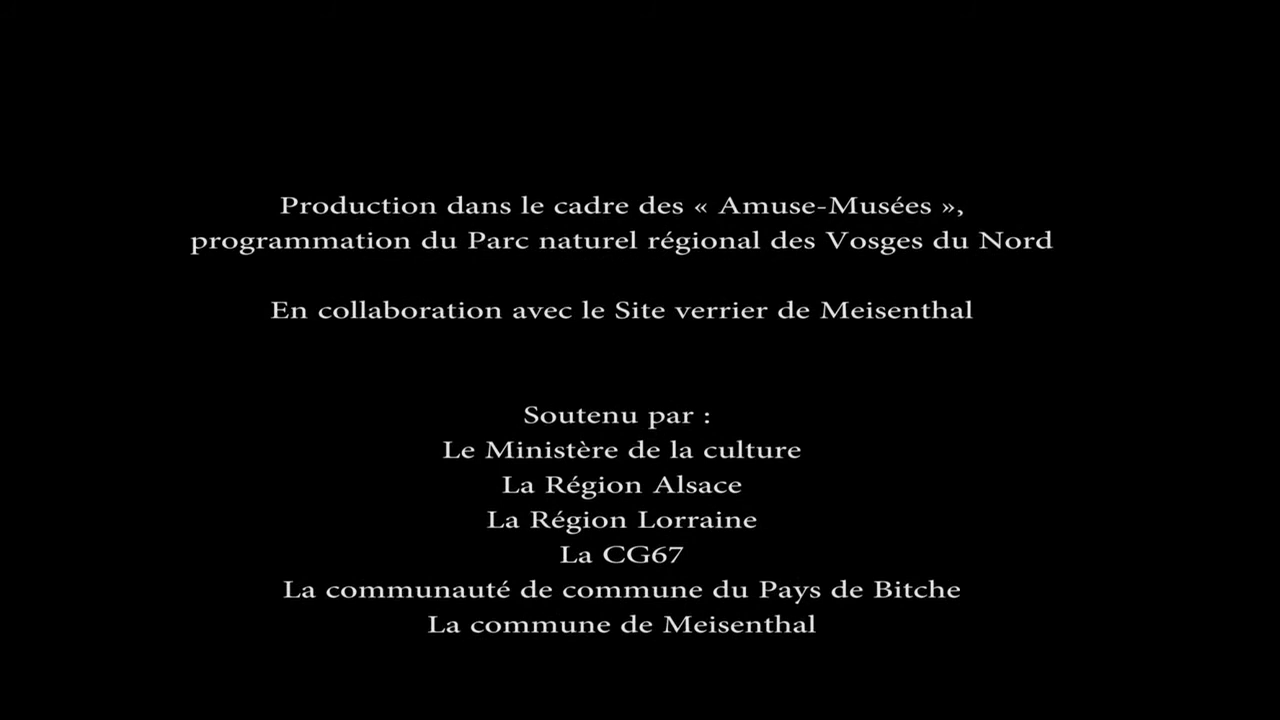 Production dans le cadre des « Amuse-Musées »,
programmation du Parc naturel régional des Vosges du Nord
En collaboration avec le Site verrier de Meisenthal
Soutenu par :
Le Ministère de la culture
La Région Alsace
La Région Lorraine
La CG67
La communauté de commune du Pays de Bitche
La commune de Meisenthal